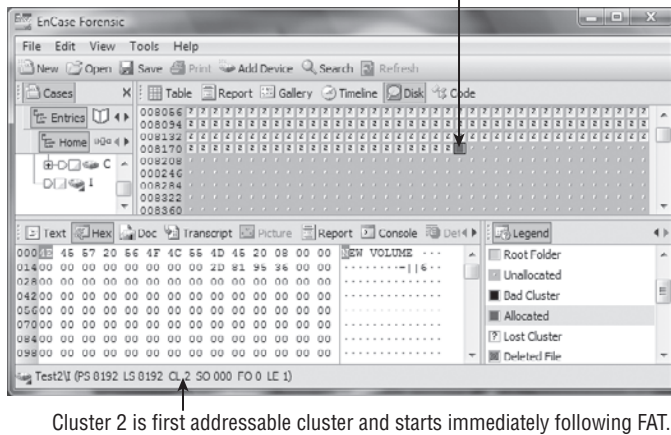 EnCase Forensic
File Edit View Tools Help
New Open Save Print Add Device Search Refresh
Cases Table Report Gallery Timeline Disk Code
Entries
Home
C
I
008056
008094
008132
008170
008208
008246
008284
008322
008360
Text Hex Doc Transcript Picture Report Console Legend
000 4E 45 57 20 56 4F 4C 55 4D 45 20 08 00 00 NEW VOLUME
014 00 00 00 00 00 00 00 2D 81 95 36 00 00
028 00 00 00 00 00 00 00 00 00 00 00 00 00 00
042 00 00 00 00 00 00 00 00 00 00 00 00 00 00
056 00 00 00 00 00 00 00 00 00 00 00 00 00 00
070 00 00 00 00 00 00 00 00 00 00 00 00 00 00
084 00 00 00 00 00 00 00 00 00 00 00 00 00 00
098 00 00 00 00 00 00 00 00 00 00 00 00 00 00
Root Folder
Unallocated
Bad Cluster
Allocated
Lost Cluster
Deleted File
Test2\I (PS 8192 LS 8192 CL 2 SO 000 FO 0 LE 1)
Cluster 2 is first addressable cluster and starts immediately following FAT.